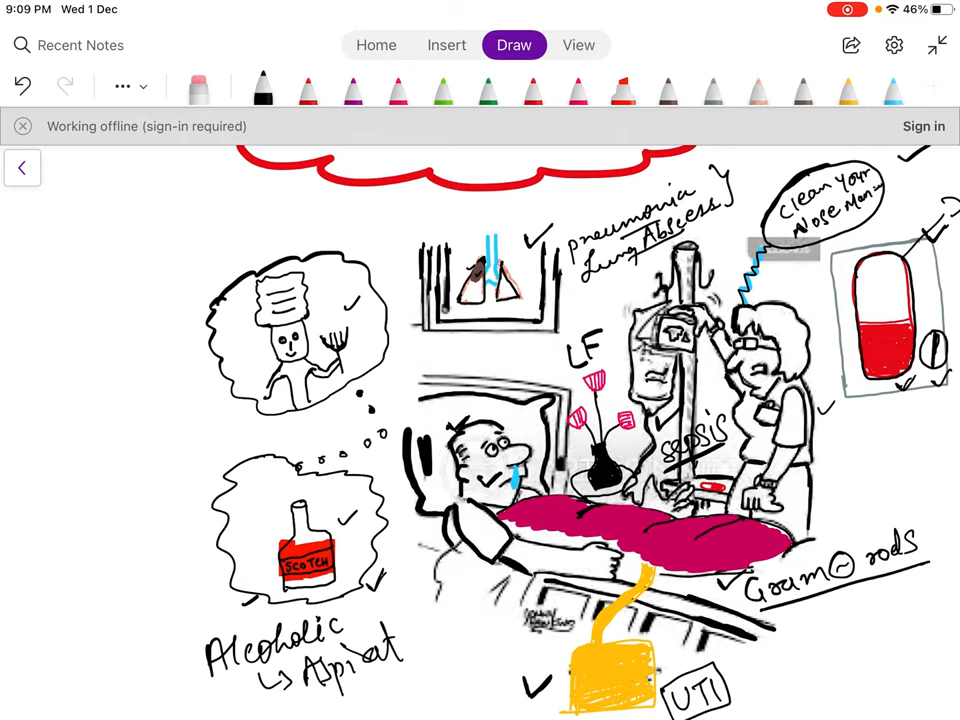 9:09 PM Wed 1 Dec
46%
Recent Notes
Home
Insert
Draw
View
Working offline (sign-in required)
Sign in
Clean Your
Nose Man
pneumonia
Lung Abscess
LF
sepsis
SCOTCH
Gram⊖ rods
Alcoholic
↳ Aspirat
UTI